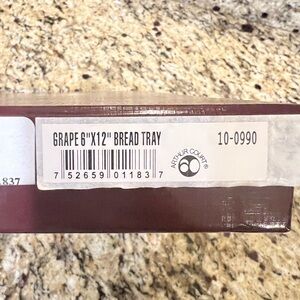 GRAPE 6"X12" BREAD TRAY 10-0990
ARTHUR COURT®
7 52659 01183 7
.837